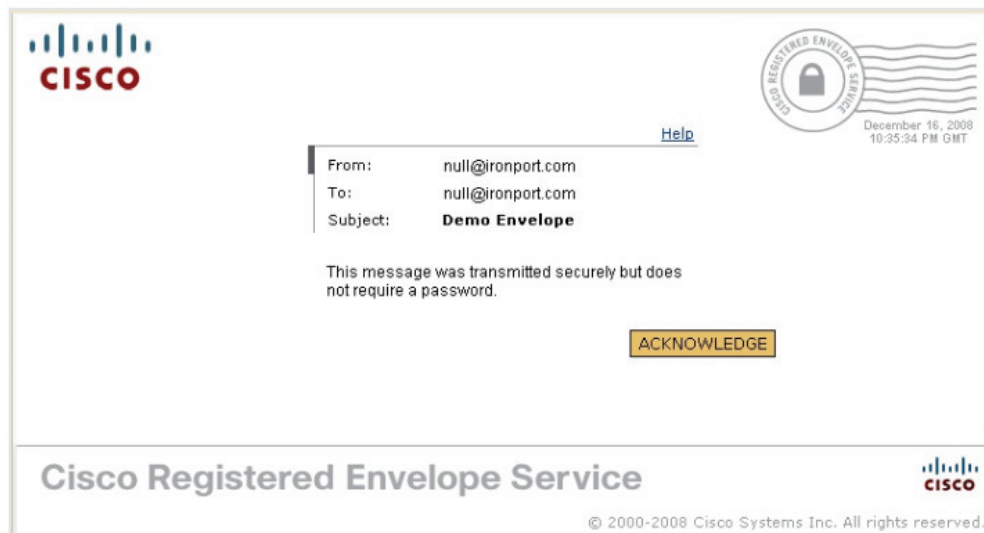 CISCO
CISCO REGISTERED ENVELOPE SERVICE
December 16, 2008
10:35:34 PM GMT
Help
From: null@ironport.com
To: null@ironport.com
Subject: Demo Envelope
This message was transmitted securely but does
not require a password.
ACKNOWLEDGE
Cisco Registered Envelope Service
CISCO
© 2000-2008 Cisco Systems Inc. All rights reserved.